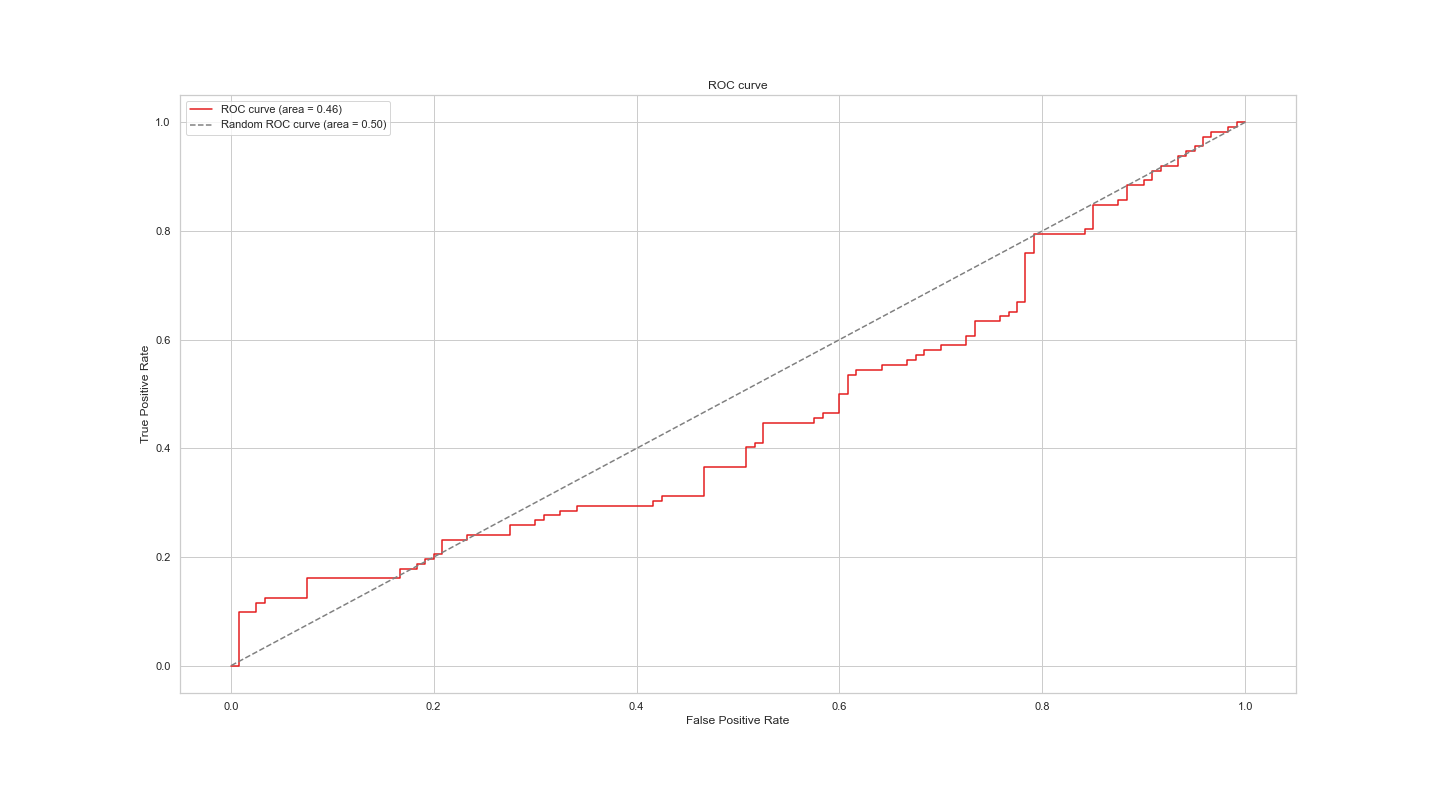 ROC curve
ROC curve (area = 0.46)
Random ROC curve (area = 0.50)
1.0
0.8
0.6
0.4
0.2
0.0
True Positive Rate
0.0 0.2 0.4 0.6 0.8 1.0
False Positive Rate